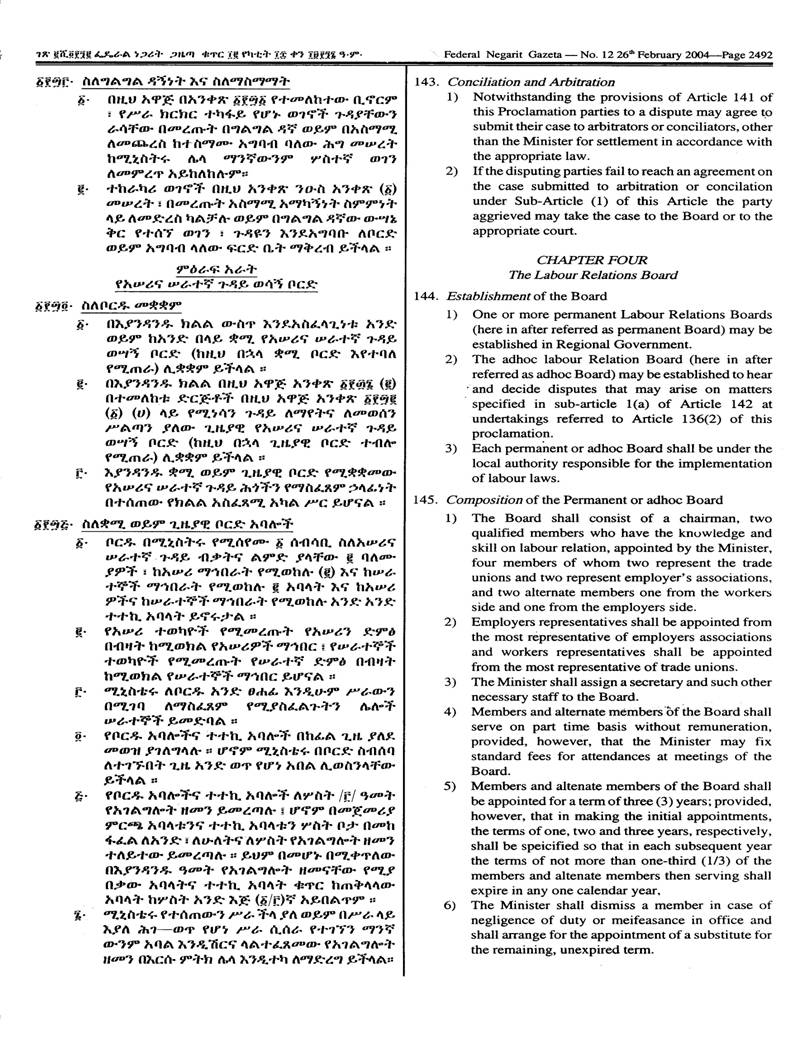 ገጽ ፪ሺ፬፻፺፪ ፌዴራል ነጋሪት ጋዜጣ ቁጥር ፲፪ የካቲት ፲፰ ቀን ፲፱፻፺፮ ዓ.ም.
Federal Negarit Gazeta — No. 12 26th February 2004—Page 2492
፩፻፵፫. ስለግልግል ዳኝነት እና ስለማስማማት
፩. በዚህ አዋጅ በአንቀጽ ፩፻፵፩ የተመለከተው ቢኖርም
፣ የሥራ ክርክር ተካፋይ የሆኑ ወገኖች ጉዳያቸውን
ራሳቸው በመረጡት በግልግል ዳኛ ወይም በአስማሚ
ለመጨረስ ከተስማሙ አግባብ ባለው ሕግ መሠረት
ከሚኒስትሩ ሌላ ማንኛውንም ሦስተኛ ወገን
ለመምረጥ አይከለከሉም።
፪. ተከራካሪ ወገኖች በዚህ አንቀጽ ንዑስ አንቀጽ (፩)
መሠረት ፣ በመረጡት አስማሚ አማካኝነት ስምምነት
ላይ ለመድረስ ካልቻሉ ወይም በግልግል ዳኛው ውሣኔ
ቅር የተሰኘ ወገን ፣ ጉዳዩን እንደአግባቡ ለቦርድ
ወይም አግባብ ላለው ፍርድ ቤት ማቅረብ ይችላል ።
ምዕራፍ አራት
የአሠሪና ሠራተኛ ጉዳይ ወሳኝ ቦርድ
፩፻፵፬. ስለቦርዱ መቋቋም
፩. በእያንዳንዱ ክልል ውስጥ እንደአስፈላጊነቱ አንድ
ወይም ከአንድ በላይ ቋሚ የአሠሪና ሠራተኛ ጉዳይ
ወሣኝ ቦርድ (ከዚህ በኋላ ቋሚ ቦርድ እየተባለ
የሚጠራ) ሊቋቋም ይችላል ።
፪. በእያንዳንዱ ክልል በዚህ አዋጅ አንቀጽ ፩፻፴፮ (፪)
በተመለከቱ ድርጅቶች በዚህ አዋጅ አንቀጽ ፩፻፵፪
(፩) (ሀ) ላይ የሚነሳን ጉዳይ ለማየትና ለመወሰን
ሥልጣን ያለው ጊዜያዊ የአሠሪና ሠራተኛ ጉዳይ
ወሣኝ ቦርድ (ከዚህ በኋላ ጊዜያዊ ቦርድ ተብሎ
የሚጠራ) ሊቋቋም ይችላል ።
፫. እያንዳንዱ ቋሚ ወይም ጊዜያዊ ቦርድ የሚቋቋመው
የአሠሪና ሠራተኛ ጉዳይ ሕጎችን የማስፈጸም ኃላፊነት
በተሰጠው የክልል አስፈጻሚ አካል ሥር ይሆናል ።
፩፻፵፭. ስለቋሚ ወይም ጊዜያዊ ቦርድ አባሎች
፩. ቦርዱ በሚኒስትሩ የሚሰየሙ ፩ ሰብሳቢ ስለአሠሪና
ሠራተኛ ጉዳይ ብቃትና ልምድ ያላቸው ፪ ባለሙ-
ያዎች ፣ ከአሠሪ ማኅበራት የሚወከሉ (፪) እና ከሠራ-
ተኞች ማኅበራት የሚወከሉ ፪ አባላት እና ከአሠሪ
ዎችና ከሠራተኞች ማኅበራት የሚወከሉ አንድ አንድ
ተተኪ አባላት ይኖሩታል ።
፪. የአሠሪ ተወካዮች የሚመረጡት የአሠሪን ድምፅ
በብዛት ከሚወክል የአሠሪዎች ማኅበር ፣ የሠራተኞች
ተወካዮች የሚመረጡት የሠራተኛ ድምፅ በብዛት
ከሚወክል የሠራተኞች ማኅበር ይሆናል ።
፫. ሚኒስቴሩ ለቦርዱ አንድ ፀሐፊ እንዲሁም ሥራውን
በሚገባ ለማስፈጸም የሚያስፈልጉትን ሌሎች
ሠራተኞች ይመድባል ።
፬. የቦርዱ አባሎችና ተተኪ አባሎች በከፊል ጊዜ ያለደ
መወዝ ያገለግላሉ ። ሆኖም ሚኒስቴሩ በቦርድ ስብሰባ
ለተገኙበት ጊዜ አንድ ወጥ የሆነ አበል ሊወስንላቸው
ይችላል ።
፭. የቦርዱ አባሎችና ተተኪ አባሎች ለሦስት /፫/ ዓመት
የአገልግሎት ዘመን ይመረጣሉ ፤ ሆኖም በመጀመሪያ
ምርጫ አባላቱንና ተተኪ አባላቱን ሦስት ቦታ በመከ
ፋፈል ለአንድ ፣ ለሁለትና ለሦስት የአገልግሎት ዘመን
ተለይተው ይመረጣሉ ። ይህም በመሆኑ በሚቀጥለው
በእያንዳንዱ ዓመት የአገልግሎት ዘመናቸው የሚያ
በቃው አባላትና ተተኪ አባላት ቁጥር ከጠቅላላው
አባላት ከሦስት አንድ እጅ (፩/፫)ኛ አይበልጥም ።
፮. ሚኒስቴሩ የተሰጠውን ሥራ ችላ ያለ ወይም በሥራ ላይ
እያለ ሕገ—ወጥ የሆነ ሥራ ሲሰራ የተገኘን ማንኛ
ውንም አባል እንዲሽርና ላልተፈጸመው የአገልግሎት
ዘመን በእርሱ ምትክ ሌላ እንዲተካ ለማድረግ ይችላል።
143. Conciliation and Arbitration
1) Notwithstanding the provisions of Article 141 of
this Proclamation parties to a dispute may agree to
submit their case to arbitrators or conciliators, other
than the Minister for settlement in accordance with
the appropriate law.
2) If the disputing parties fail to reach an agreement on
the case submitted to arbitration or concilation
under Sub-Article (1) of this Article the party
aggrieved may take the case to the Board or to the
appropriate court.
CHAPTER FOUR
The Labour Relations Board
144. Establishment of the Board
1) One or more permanent Labour Relations Boards
(here in after referred as permanent Board) may be
established in Regional Government.
2) The adhoc labour Relation Board (here in after
referred as adhoc Board) may be established to hear
and decide disputes that may arise on matters
specified in sub-article 1(a) of Article 142 at
undertakings referred to Article 136(2) of this
proclamation.
3) Each permanent or adhoc Board shall be under the
local authority responsible for the implementation
of labour laws.
145. Composition of the Permanent or adhoc Board
1) The Board shall consist of a chairman, two
qualified members who have the knowledge and
skill on labour relation, appointed by the Minister,
four members of whom two represent the trade
unions and two represent employer's associations,
and two alternate members one from the workers
side and one from the employers side.
2) Employers representatives shall be appointed from
the most representative of employers associations
and workers representatives shall be appointed
from the most representative of trade unions.
3) The Minister shall assign a secretary and such other
necessary staff to the Board.
4) Members and alternate members of the Board shall
serve on part time basis without remuneration,
provided, however, that the Minister may fix
standard fees for attendances at meetings of the
Board.
5) Members and altenate members of the Board shall
be appointed for a term of three (3) years; provided,
however, that in making the initial appointments,
the terms of one, two and three years, respectively,
shall be speicified so that in each subsequent year
the terms of not more than one-third (1/3) of the
members and altenate members then serving shall
expire in any one calendar year,
6) The Minister shall dismiss a member in case of
negligence of duty or meifeasance in office and
shall arrange for the appointment of a substitute for
the remaining, unexpired term.